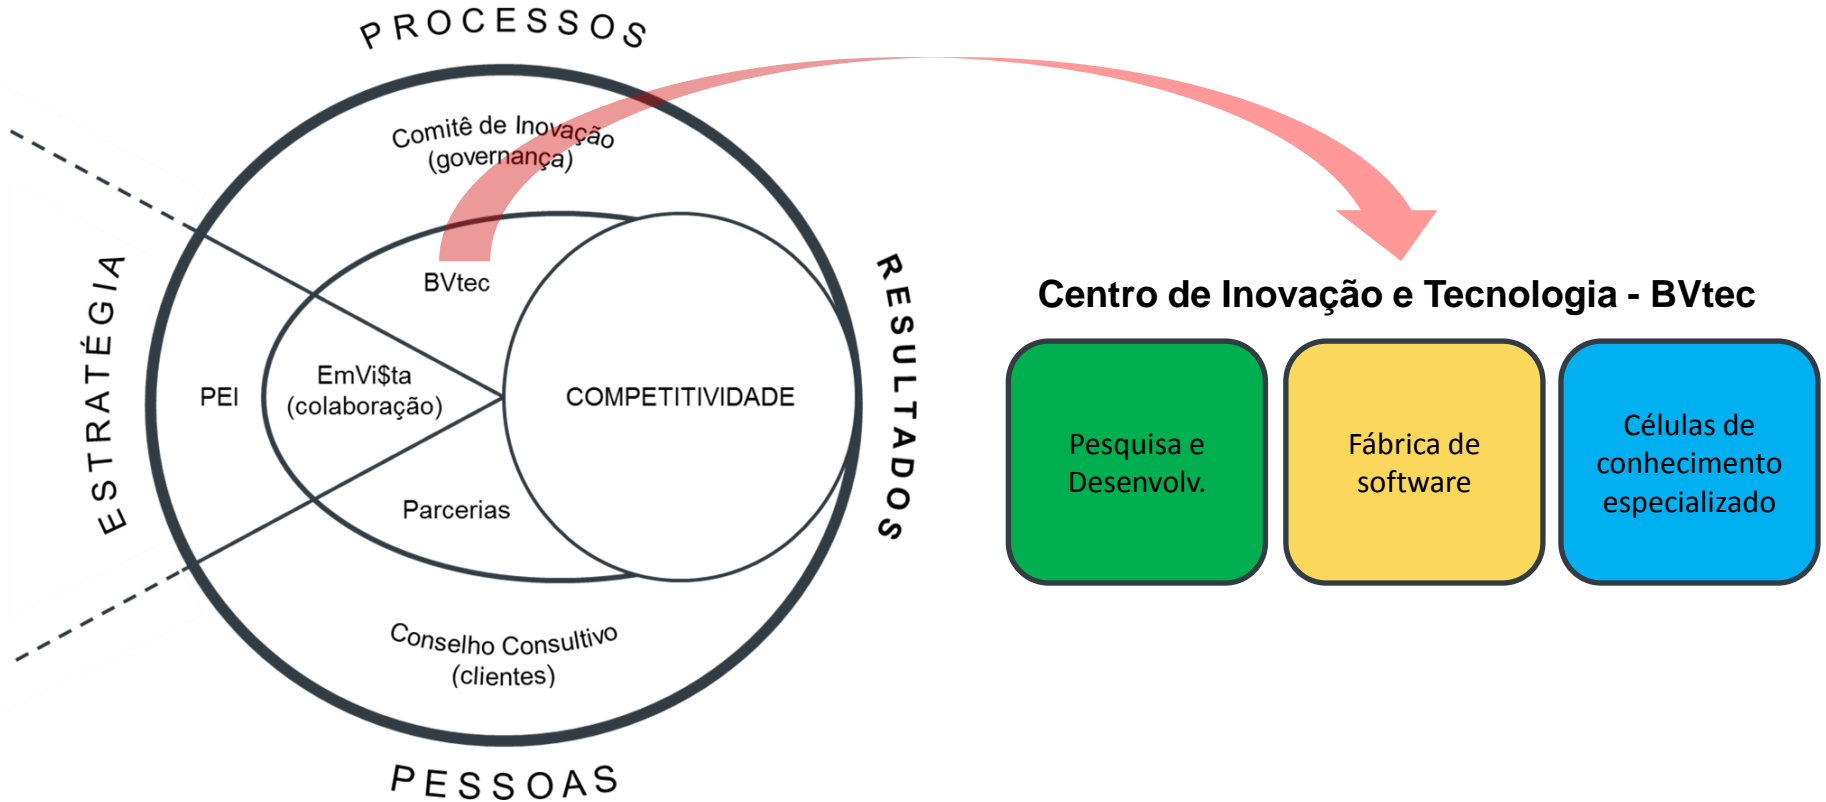 PROCESSOS
Comitê de Inovação
(governança)
BVtec
ESTRATÉGIA
PEI
EmVi$ta
(colaboração)
COMPETITIVIDADE
RESULTADOS
Parcerias
Conselho Consultivo
(clientes)
PESSOAS
Centro de Inovação e Tecnologia - BVtec
Pesquisa e
Desenvolv.
Fábrica de
software
Células de
conhecimento
especializado